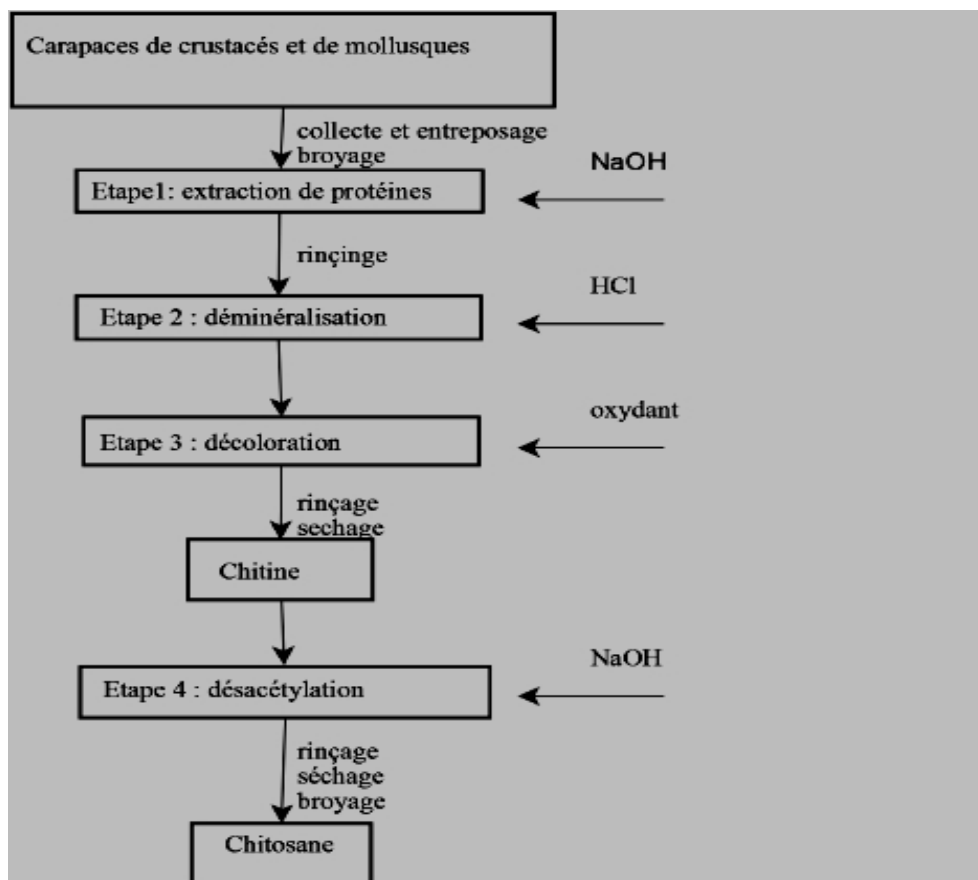 Carapaces de crustacés et de mollusques
collecte et entreposage
broyage
NaOH
Etape1: extraction de protéines
rinçinge
HCl
Etape 2 : déminéralisation
oxydant
Etape 3 : décoloration
rinçage
sechage
Chitine
NaOH
Etape 4 : désacétylation
rinçage
séchage
broyage
Chitosane